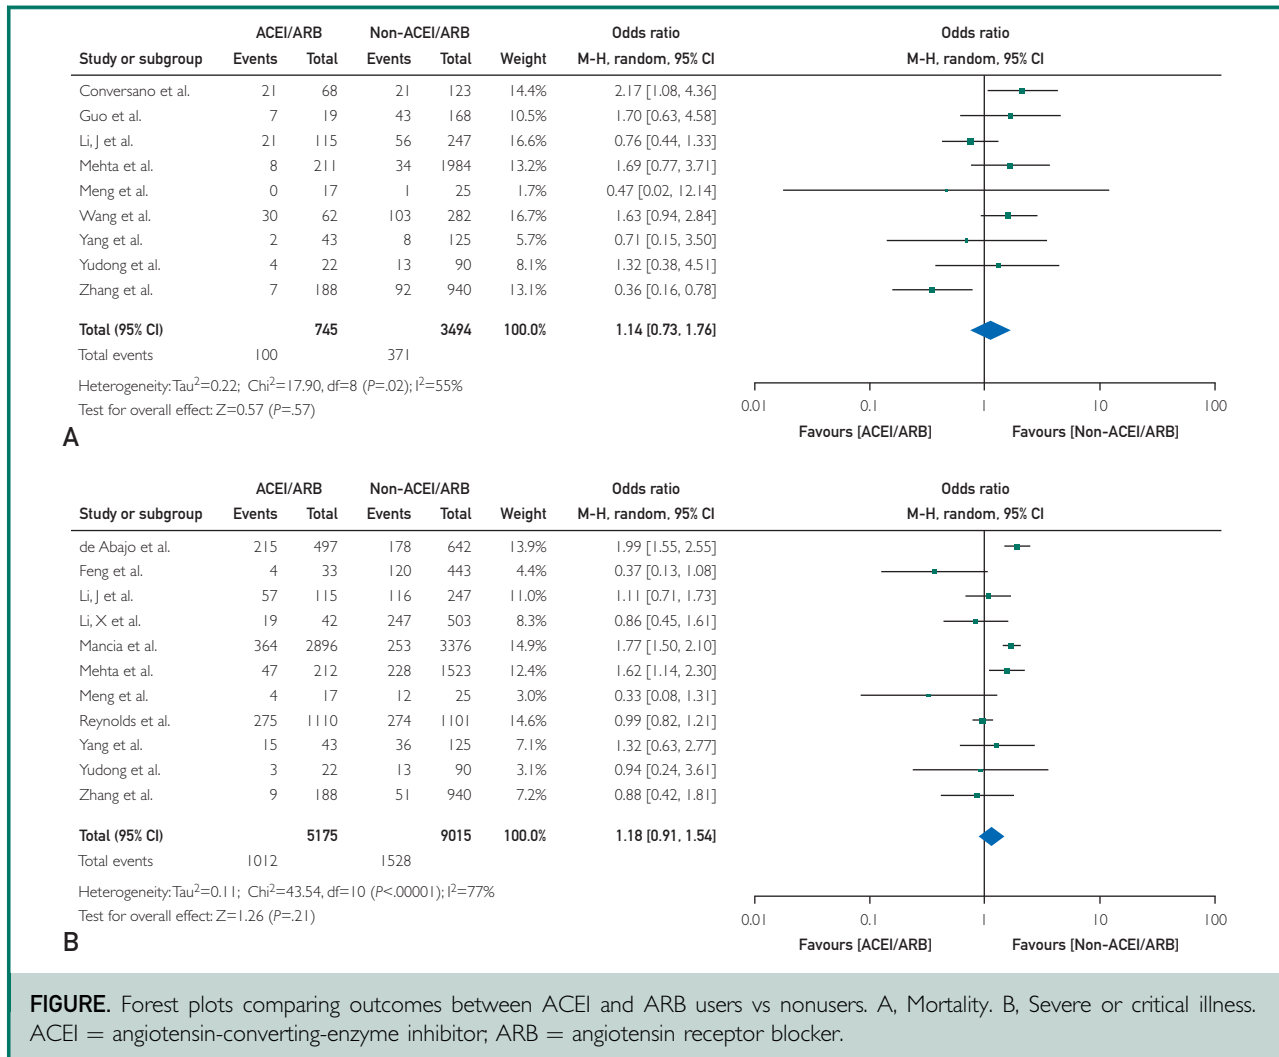 ACEI/ARB Non-ACEI/ARB Odds ratio Odds ratio
Study or subgroup Events Total Events Total Weight M-H, random, 95% CI M-H, random, 95% CI
Conversano et al. 21 68 21 123 14.4% 2.17 [1.08, 4.36]
Guo et al. 7 19 43 168 10.5% 1.70 [0.63, 4.58]
Li, J et al. 21 115 56 247 16.6% 0.76 [0.44, 1.33]
Mehta et al. 8 211 34 1984 13.2% 1.69 [0.77, 3.71]
Meng et al. 0 17 1 25 1.7% 0.47 [0.02, 12.14]
Wang et al. 30 62 103 282 16.7% 1.63 [0.94, 2.84]
Yang et al. 2 43 8 125 5.7% 0.71 [0.15, 3.50]
Yudong et al. 4 22 13 90 8.1% 1.32 [0.38, 4.51]
Zhang et al. 7 188 92 940 13.1% 0.36 [0.16, 0.78]
Total (95% CI) 745 3494 100.0% 1.14 [0.73, 1.76]
Total events 100 371
Heterogeneity: Tau²=0.22; Chi²=17.90, df=8 (P=.02); I²=55%
Test for overall effect: Z=0.57 (P=.57)
0.01 0.1 1 10 100
Favours [ACEI/ARB] Favours [Non-ACEI/ARB]
A
ACEI/ARB Non-ACEI/ARB Odds ratio Odds ratio
Study or subgroup Events Total Events Total Weight M-H, random, 95% CI M-H, random, 95% CI
de Abajo et al. 215 497 178 642 13.9% 1.99 [1.55, 2.55]
Feng et al. 4 33 120 443 4.4% 0.37 [0.13, 1.08]
Li, J et al. 57 115 116 247 11.0% 1.11 [0.71, 1.73]
Li, X et al. 19 42 247 503 8.3% 0.86 [0.45, 1.61]
Mancia et al. 364 2896 253 3376 14.9% 1.77 [1.50, 2.10]
Mehta et al. 47 212 228 1523 12.4% 1.62 [1.14, 2.30]
Meng et al. 4 17 12 25 3.0% 0.33 [0.08, 1.31]
Reynolds et al. 275 1110 274 1101 14.6% 0.99 [0.82, 1.21]
Yang et al. 15 43 36 125 7.1% 1.32 [0.63, 2.77]
Yudong et al. 3 22 13 90 3.1% 0.94 [0.24, 3.61]
Zhang et al. 9 188 51 940 7.2% 0.88 [0.42, 1.81]
Total (95% CI) 5175 9015 100.0% 1.18 [0.91, 1.54]
Total events 1012 1528
Heterogeneity: Tau²=0.11; Chi²=43.54, df=10 (P<.00001); I²=77%
Test for overall effect: Z=1.26 (P=.21)
0.01 0.1 1 10 100
Favours [ACEI/ARB] Favours [Non-ACEI/ARB]
B
FIGURE. Forest plots comparing outcomes between ACEI and ARB users vs nonusers. A, Mortality. B, Severe or critical illness.
ACEI = angiotensin-converting-enzyme inhibitor; ARB = angiotensin receptor blocker.